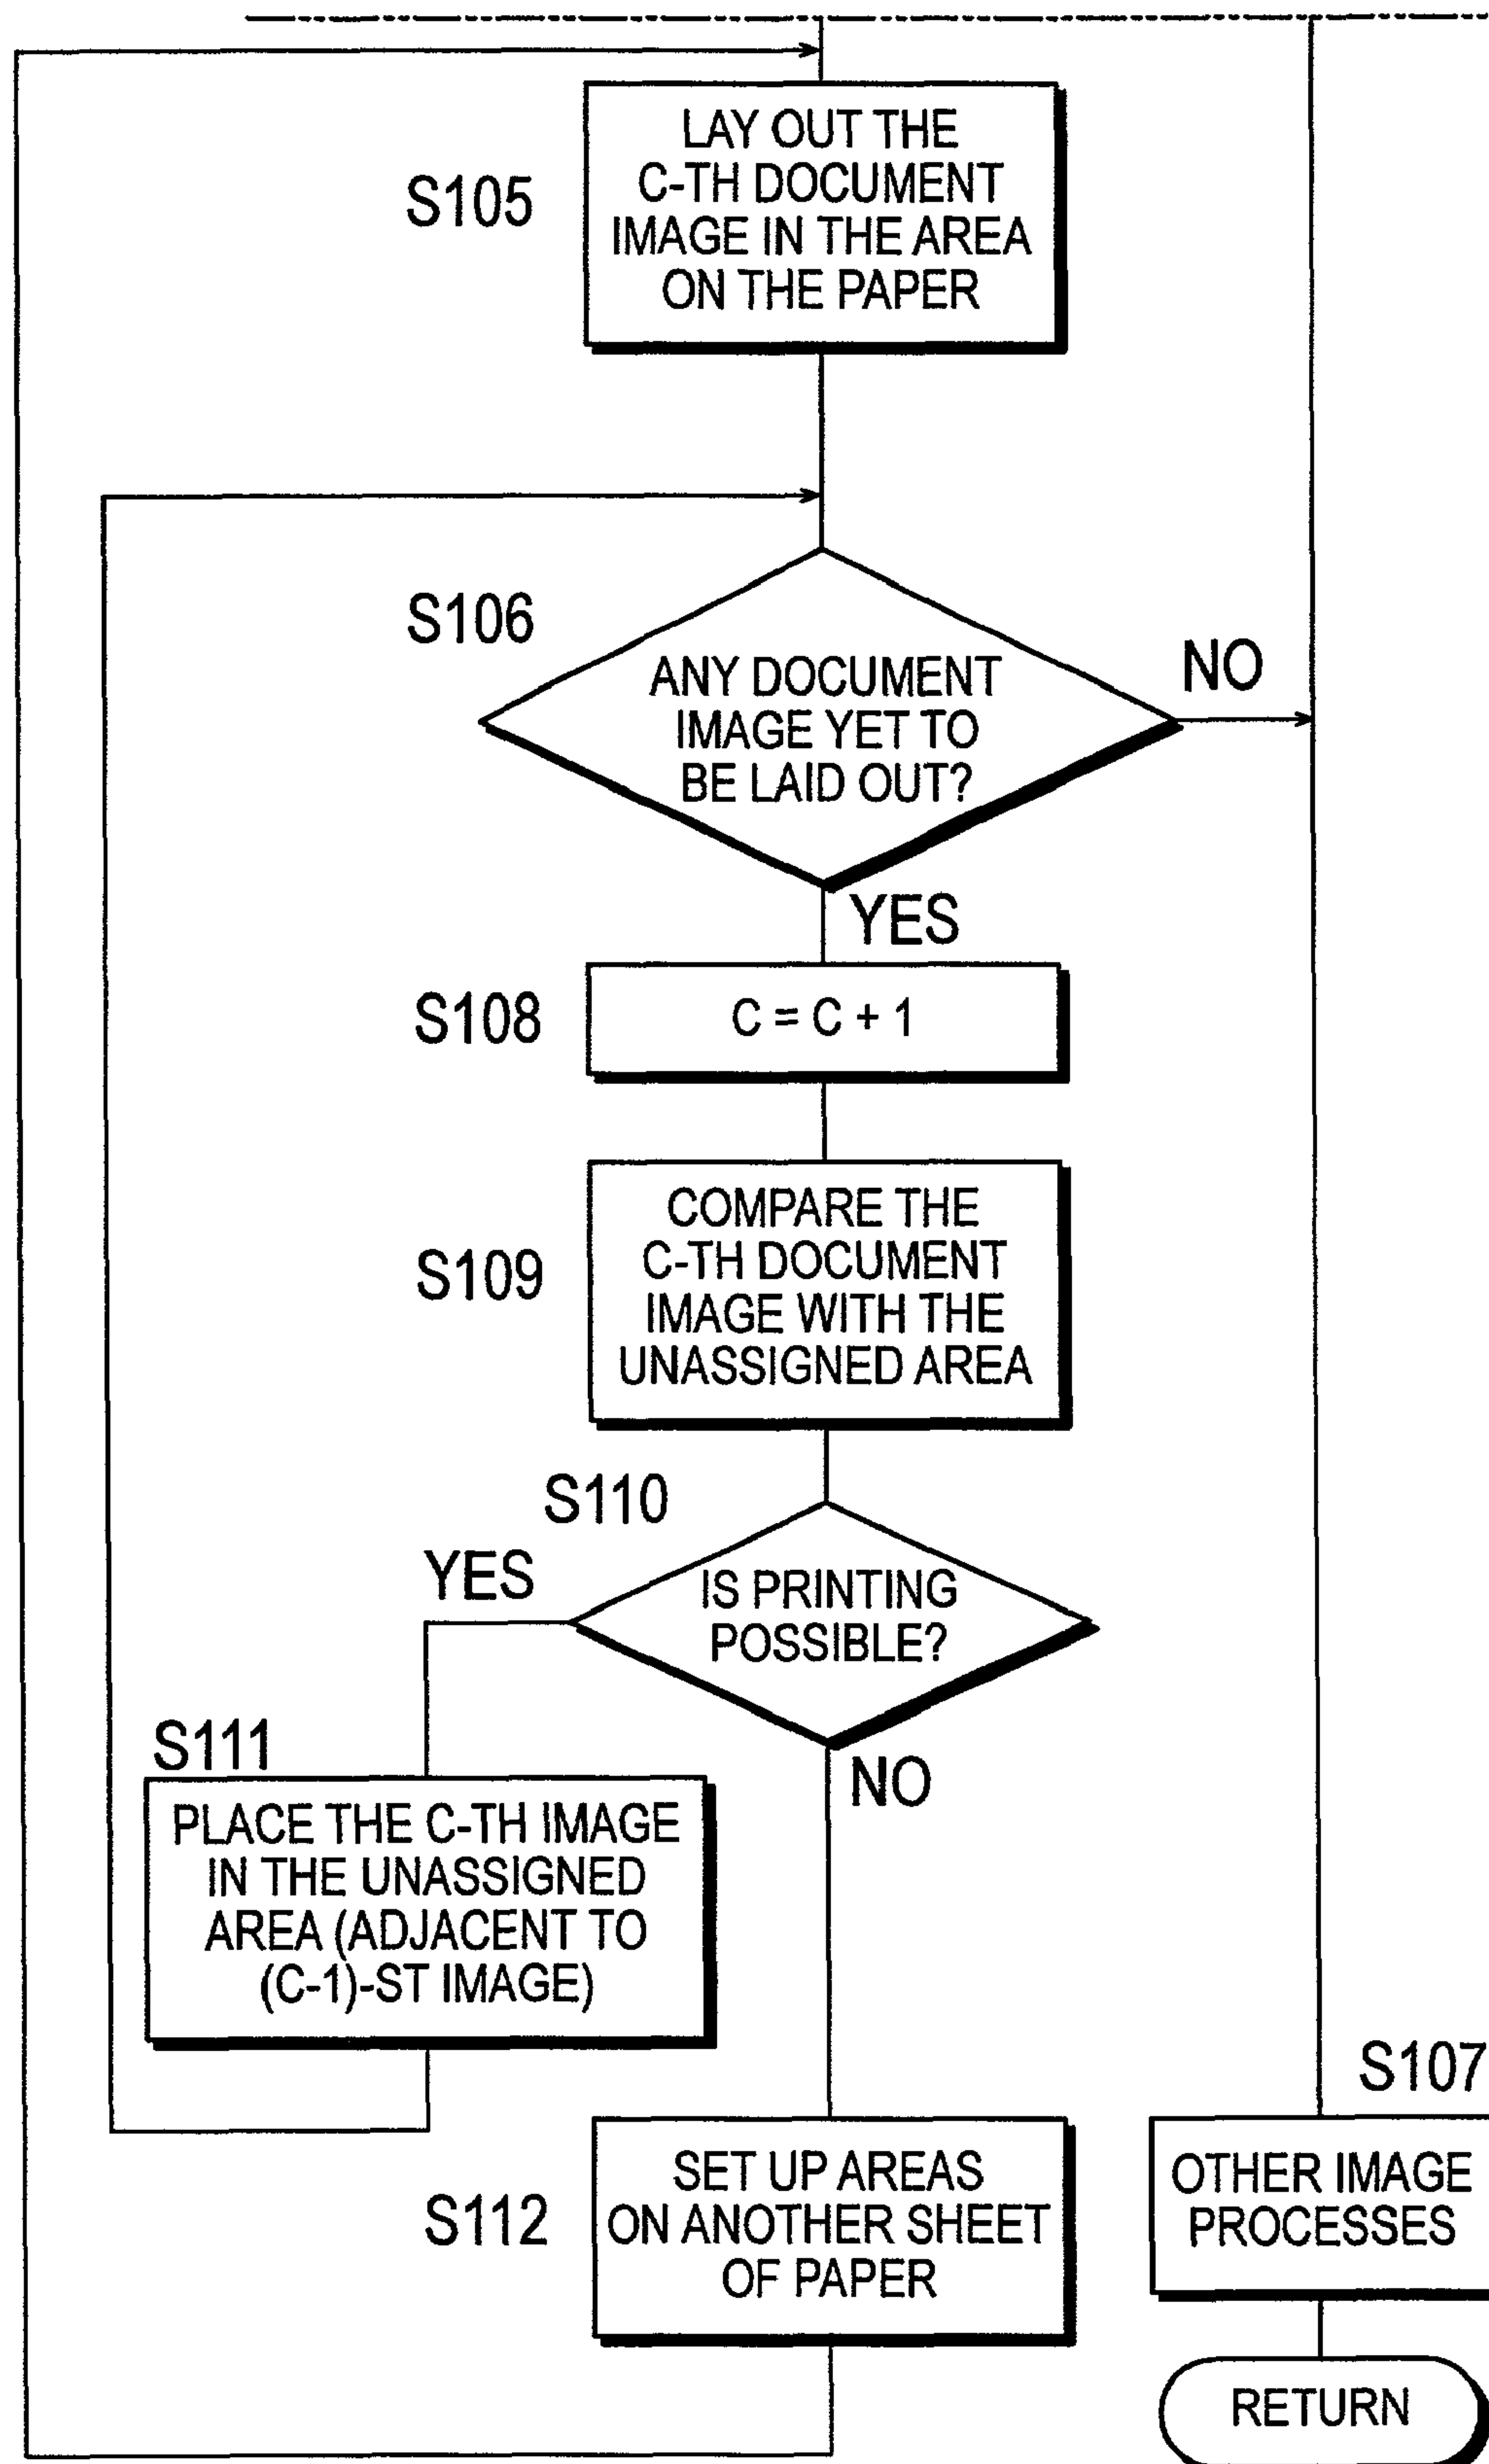 S105
LAY OUT THE
C-TH DOCUMENT
IMAGE IN THE AREA
ON THE PAPER
S106
ANY DOCUMENT
IMAGE YET TO
BE LAID OUT?
NO
YES
S108
C = C + 1
S109
COMPARE THE
C-TH DOCUMENT
IMAGE WITH THE
UNASSIGNED AREA
S110
YES
IS PRINTING
POSSIBLE?
NO
S111
PLACE THE C-TH IMAGE
IN THE UNASSIGNED
AREA (ADJACENT TO
(C-1)-ST IMAGE)
S112
SET UP AREAS
ON ANOTHER SHEET
OF PAPER
S107
OTHER IMAGE
PROCESSES
RETURN